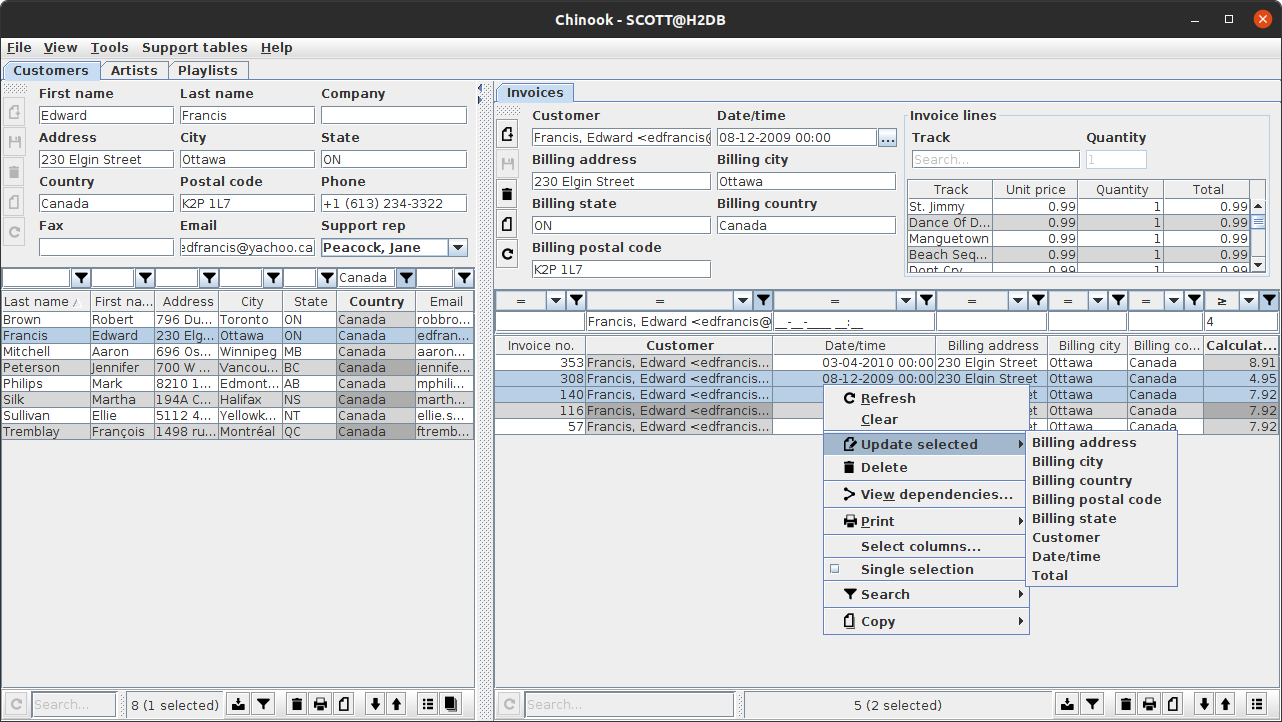 Chinook - SCOTT@H2DB
File View Tools Support tables Help
Customers Artists Playlists
First name Last name Company
Edward Francis
Address City State
230 Elgin Street Ottawa ON
Country Postal code Phone
Canada K2P 1L7 +1 (613) 234-3322
Fax Email Support rep
edfrancis@yachoo.ca Peacock, Jane
Canada
Last name First na... Address City State Country Email
Brown Robert 796 Du... Toronto ON Canada robbro...
Francis Edward 230 Elg... Ottawa ON Canada edfran...
Mitchell Aaron 696 Os... Winnipeg MB Canada aaron...
Peterson Jennifer 700 W ... Vancou... BC Canada jennife...
Philips Mark 8210 1... Edmont... AB Canada mphili...
Silk Martha 194A C... Halifax NS Canada marthas...
Sullivan Ellie 5112 4... Yellowk... NT Canada ellie.s...
Tremblay François 1498 ru... Montréal QC Canada ftremb...
Search... 8 (1 selected)
Invoices
Customer Date/time
Francis, Edward <edfrancis@ 08-12-2009 00:00 ...
Billing address Billing city
230 Elgin Street Ottawa
Billing state Billing country
ON Canada
Billing postal code
K2P 1L7
Invoice lines
Track Quantity
Search... 1
Track Unit price Quantity Total
St. Jimmy 0.99 1 0.99
Dance Of D... 0.99 1 0.99
Manguetown 0.99 1 0.99
Beach Seq... 0.99 1 0.99
Dont Cry 0.99 1 0.99
= = = = = = ≥
Francis, Edward <edfrancis@ __-__-____ __:__ 4
Invoice no. Customer Date/time Billing address Billing city Billing co... Calculat...
353 Francis, Edward <edfrancis... 03-04-2010 00:00 230 Elgin Street Ottawa Canada 8.91
308 Francis, Edward <edfrancis... 08-12-2009 00:00 230 Elgin Street Ottawa Canada 4.95
140 Francis, Edward <edfrancis... et Ottawa Canada 7.92
116 Francis, Edward <edfrancis... et Ottawa Canada 7.92
57 Francis, Edward <edfrancis... et Ottawa Canada 7.92
Refresh
Clear
Update selected
Delete
View dependencies...
Print
Select columns...
Single selection
Search
Copy
Billing address
Billing city
Billing country
Billing postal code
Billing state
Customer
Date/time
Total
Search... 5 (2 selected)